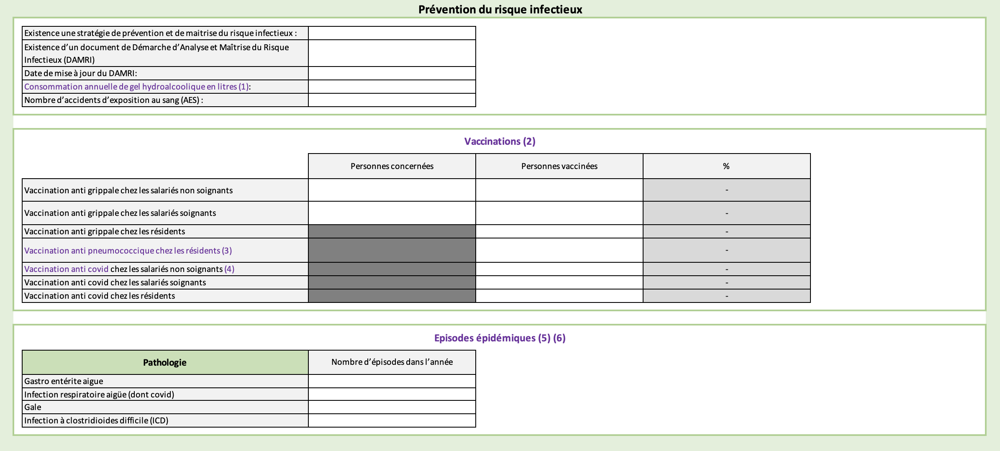 Prévention du risque infectieux
Existence une stratégie de prévention et de maitrise du risque infectieux :
Existence d’un document de Démarche d’Analyse et Maîtrise du Risque
Infectieux (DAMRI)
Date de mise à jour du DAMRI:
Consommation annuelle de gel hydroalcoolique en litres (1):
Nombre d’accidents d’exposition au sang (AES) :
Vaccinations (2)
Personnes concernées Personnes vaccinées %
Vaccination anti grippale chez les salariés non soignants -
Vaccination anti grippale chez les salariés soignants -
Vaccination anti grippale chez les résidents -
Vaccination anti pneumococcique chez les résidents (3) -
Vaccination anti covid chez les salariés non soignants (4) -
Vaccination anti covid chez les salariés soignants -
Vaccination anti covid chez les résidents -
Episodes épidémiques (5) (6)
Pathologie Nombre d’épisodes dans l’année
Gastro entérite aigue
Infection respiratoire aigüe (dont covid)
Gale
Infection à clostridioides difficile (ICD)